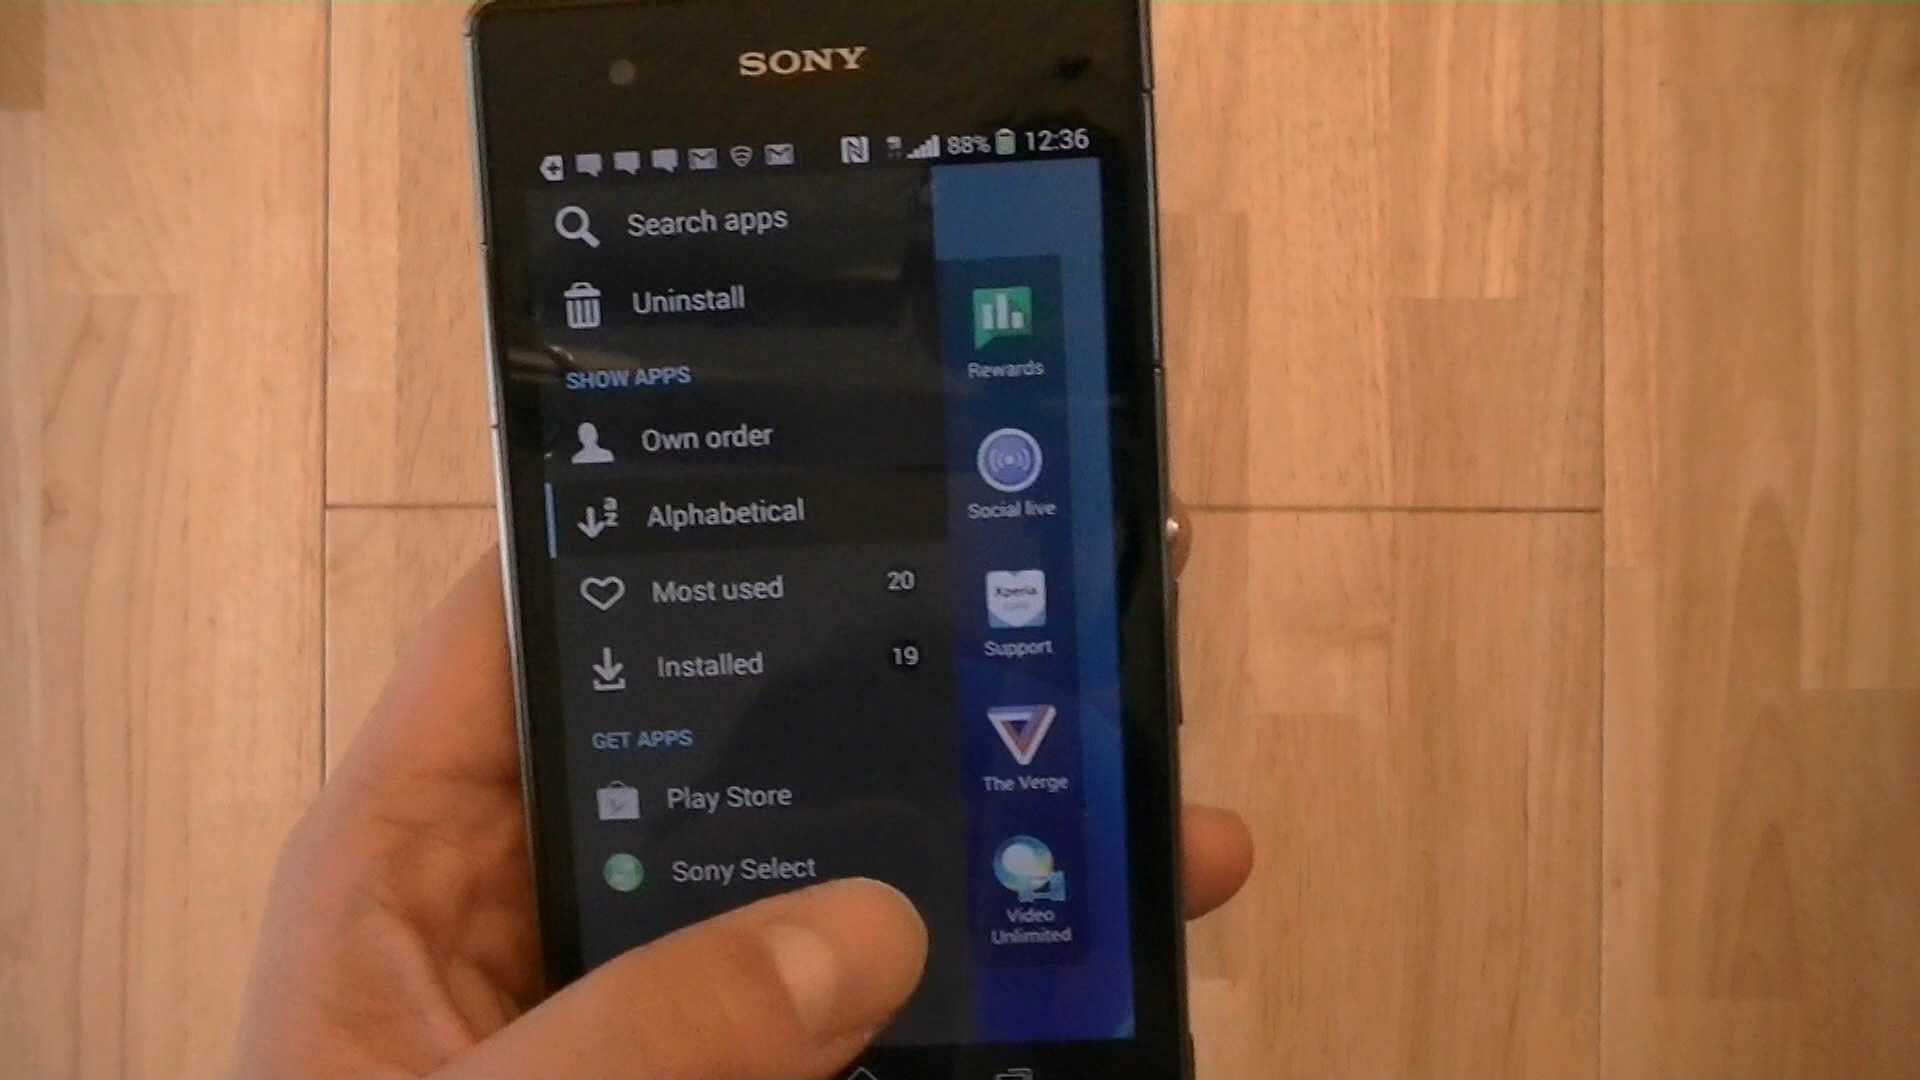 SONY
88% 12:36
Search apps
Uninstall
SHOW APPS
Own order
Alphabetical
Most used 20
Installed 19
GET APPS
Play Store
Sony Select
Rewards
Social live
Xperia
Support
The Verge
Video
Unlimited